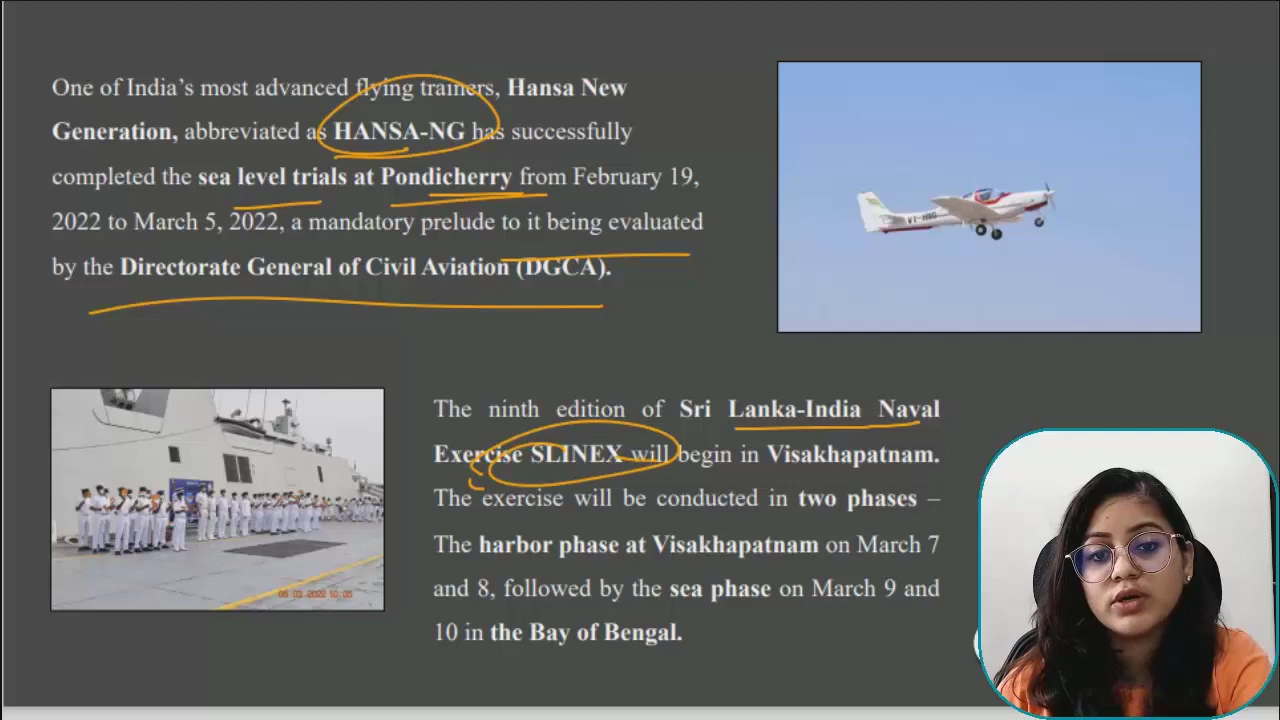 One of India’s most advanced flying trainers, Hansa New
Generation, abbreviated as HANSA-NG has successfully
completed the sea level trials at Pondicherry from February 19,
2022 to March 5, 2022, a mandatory prelude to it being evaluated
by the Directorate General of Civil Aviation (DGCA).
The ninth edition of Sri Lanka-India Naval
Exercise SLINEX will begin in Visakhapatnam.
The exercise will be conducted in two phases –
The harbor phase at Visakhapatnam on March 7
and 8, followed by the sea phase on March 9 and
10 in the Bay of Bengal.